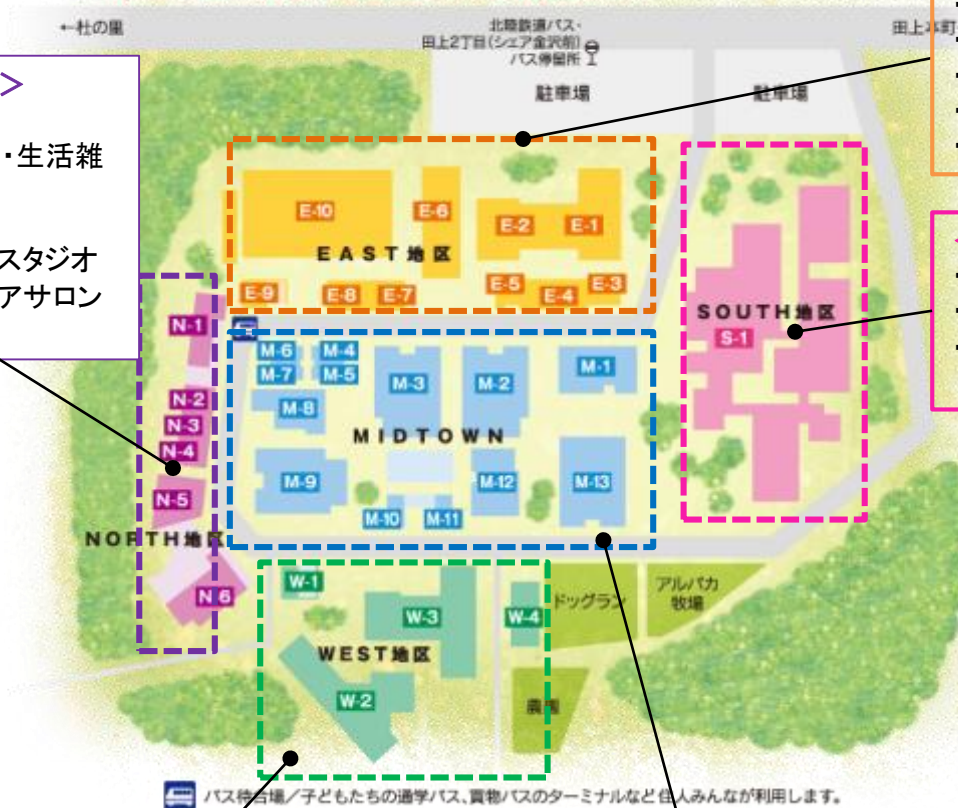 ←杜の里
北陸鉄道バス・
田上2丁目(シェア金沢前)
バス停留所
田上本町
駐車場
駐車場
>
・生活雑
スタジオ
アサロン
E-10
E-6
E-2
E-1
EAST地区
E-9
E-8
E-7
E-5
E-4
E-3
SOUTH地区
S-1
N-1
N-2
N-3
N-4
N-5
NORTH地区
N-6
M-6
M-4
M-7
M-5
M-3
M-2
M-1
M-8
MIDTOWN
M-9
M-12
M-13
M-10
M-11
W-1
W-3
W-4
WEST地区
W-2
ドッグラン
アルパカ
牧場
農園
バス待合場/子どもたちの通学バス、買物バスのターミナルなど住人みんなが利用します。